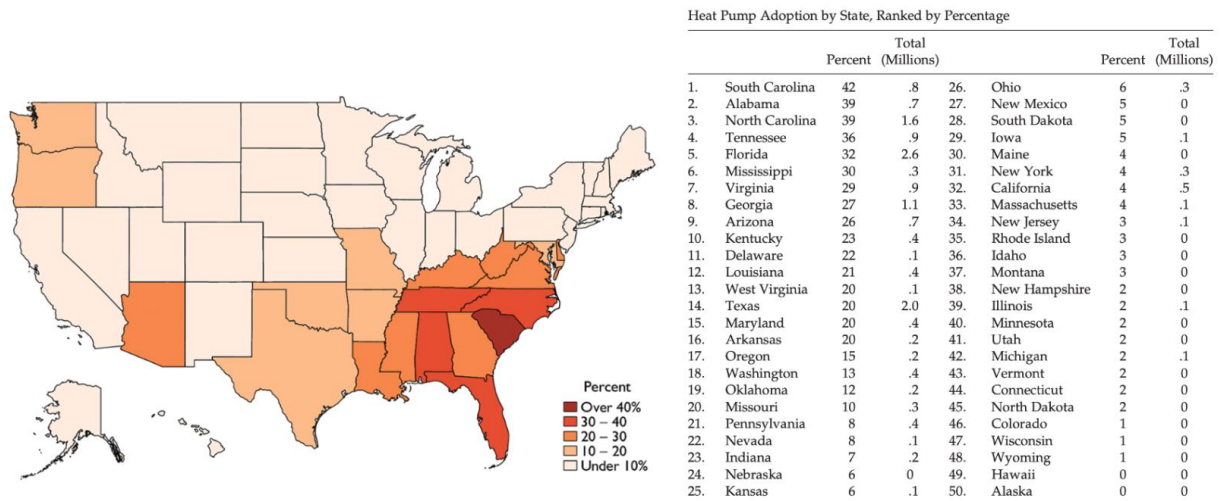 Heat Pump Adoption by State, Ranked by Percentage
Total Total
Percent (Millions) Percent (Millions)
1. South Carolina 42 .8 26. Ohio 6 .3
2. Alabama 39 .7 27. New Mexico 5 0
3. North Carolina 39 1.6 28. South Dakota 5 0
4. Tennessee 36 .9 29. Iowa 5 .1
5. Florida 32 2.6 30. Maine 4 0
6. Mississippi 30 .3 31. New York 4 .3
7. Virginia 29 .9 32. California 4 .5
8. Georgia 27 1.1 33. Massachusetts 4 .1
9. Arizona 26 .7 34. New Jersey 3 .1
10. Kentucky 23 .4 35. Rhode Island 3 0
11. Delaware 22 .1 36. Idaho 3 0
12. Louisiana 21 .4 37. Montana 3 0
13. West Virginia 20 .1 38. New Hampshire 2 0
14. Texas 20 2.0 39. Illinois 2 .1
15. Maryland 20 .4 40. Minnesota 2 0
16. Arkansas 20 .2 41. Utah 2 0
17. Oregon 15 .2 42. Michigan 2 .1
18. Washington 13 .4 43. Vermont 2 0
19. Oklahoma 12 .2 44. Connecticut 2 0
20. Missouri 10 .3 45. North Dakota 2 0
21. Pennsylvania 8 .4 46. Colorado 1 0
22. Nevada 8 .1 47. Wisconsin 1 0
23. Indiana 7 .2 48. Wyoming 1 0
24. Nebraska 6 0 49. Hawaii 0 0
25. Kansas 6 .1 50. Alaska 0 0
Percent
Over 40%
30 – 40
20 – 30
10 – 20
Under 10%